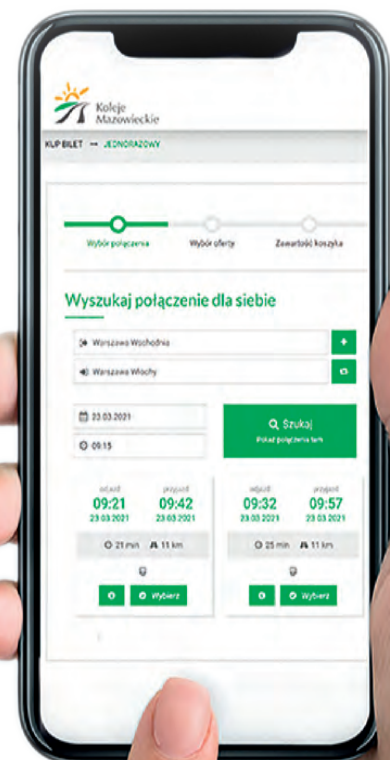 Koleje
Mazowieckie
KUP BILET → JEDNORAZOWY
Wybór połączenia
Wybór oferty
Zawartość koszyka
Wyszukaj połączenie dla siebie
Warszawa Wschodnia
Warszawa Włochy
23.03.2021
09:15
Szukaj
Pokaż połączenia tam
odjazd przyjazd
09:21 09:42
23.03.2021 23.03.2021
21 min 11 km
Wybierz
odjazd przyjazd
09:32 09:57
23.03.2021 23.03.2021
25 min 11 km
Wybierz